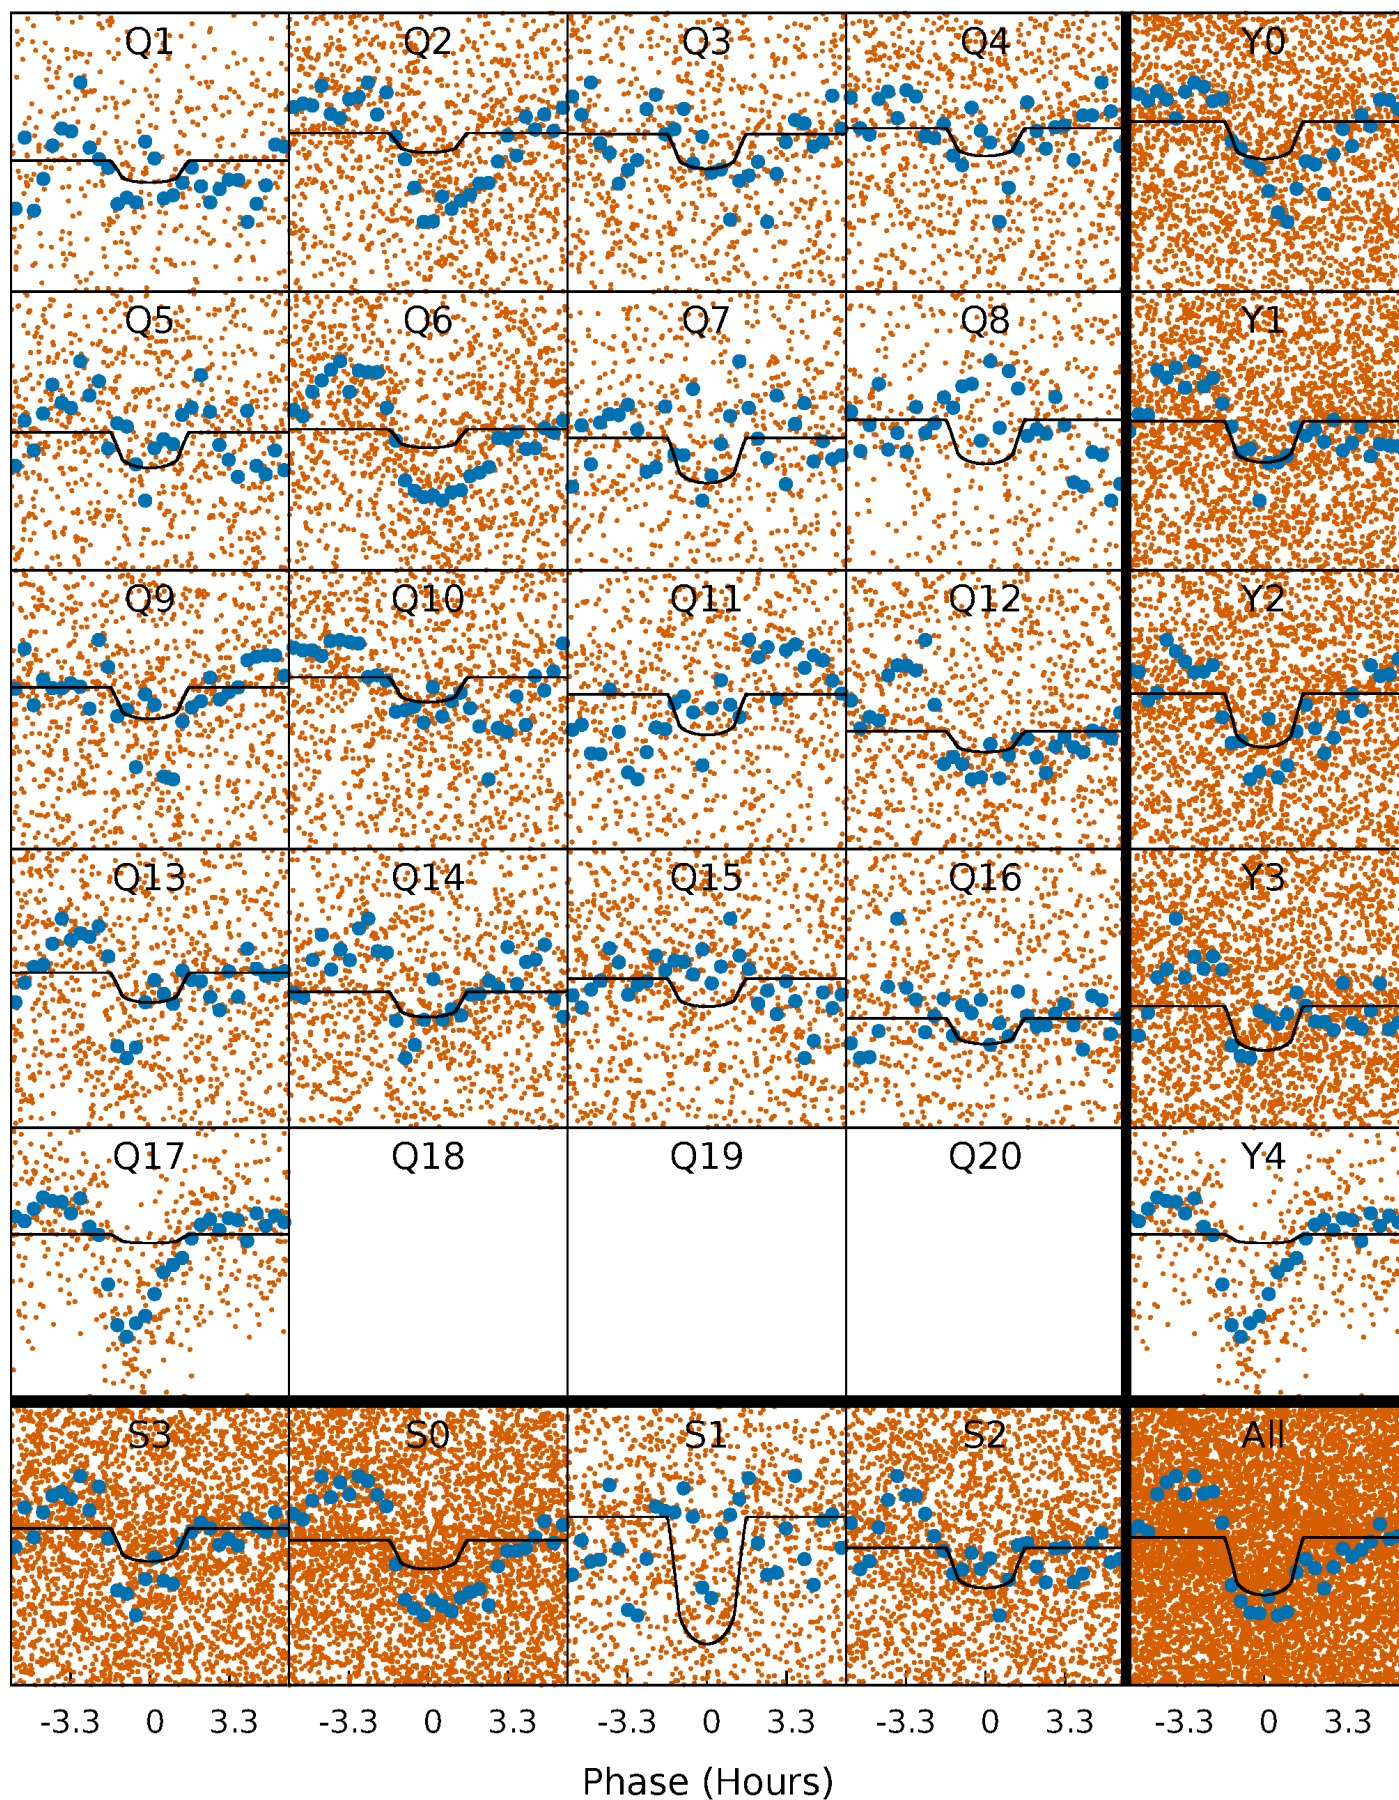 Q1 Q2 Q3 Q4 Y0
Q5 Q6 Q7 Q8 Y1
Q9 Q10 Q11 Q12 Y2
Q13 Q14 Q15 Q16 Y3
Q17 Q18 Q19 Q20 Y4
S3 S0 S1 S2 All
-3.3 0 3.3 -3.3 0 3.3 -3.3 0 3.3 -3.3 0 3.3 -3.3 0 3.3
Phase (Hours)